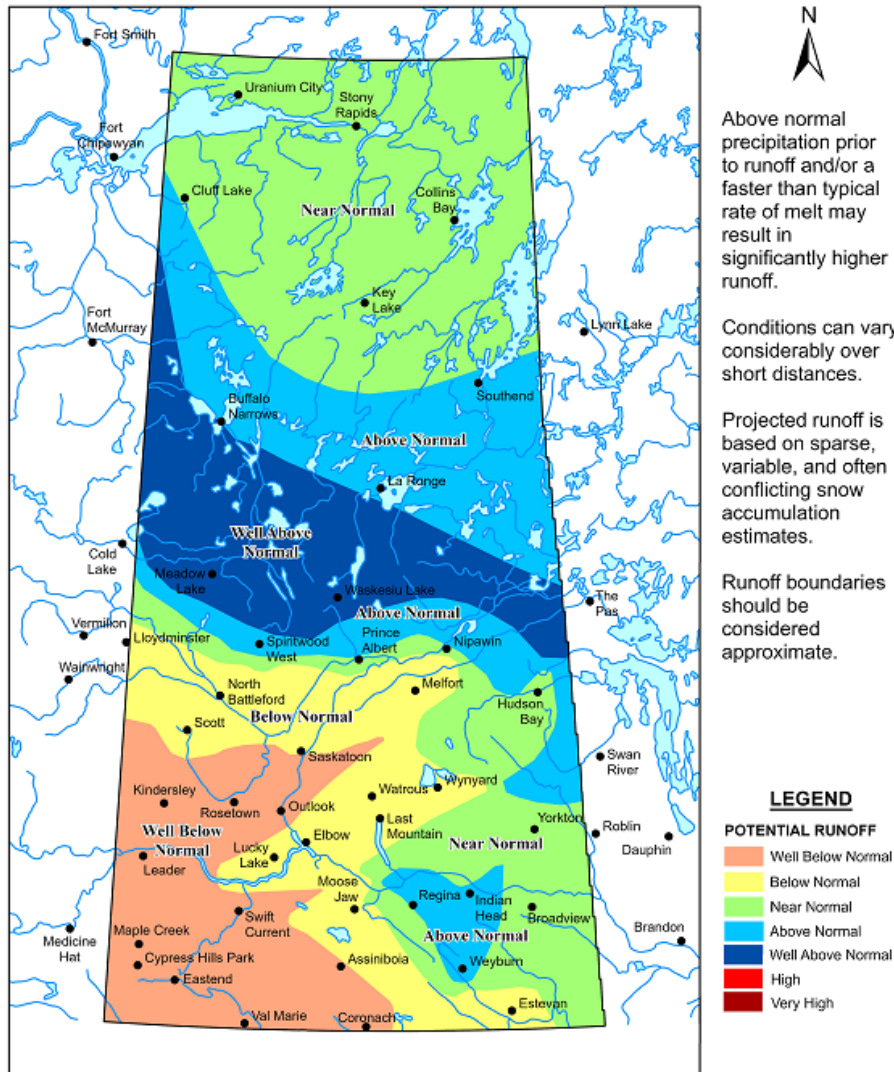 Fort Smith
Uranium City
Stony
Rapids
Fort
Chipewyan
Cluff Lake
Collins
Bay
Near Normal
Key
Lake
Fort
McMurray
Lynn Lake
Southend
Buffalo
Narrows
Above Normal
La Ronge
Well Above
Normal
Cold
Lake
Meadow
Lake
Waskesiu Lake
Above Normal
The
Pas
Vermilion
Lloydminster
Spintwood
West
Prince
Albert
Nipawin
Wainwright
North
Battleford
Melfort
Hudson
Bay
Below Normal
Scott
Saskatoon
Swan
River
Kindersley
Rosetown
Outlook
Watrous
Wynyard
Last
Mountain
Yorkton
Roblin
Dauphin
Well Below
Normal
Leader
Lucky
Lake
Elbow
Near Normal
Moose
Jaw
Regina
Indian
Head
Broadview
Swift
Current
Above Normal
Brandon
Medicine
Hat
Maple Creek
Cypress Hills Park
Eastend
Assiniboia
Weyburn
Estevan
Val Marie
Coronach
N
Above normal
precipitation prior
to runoff and/or a
faster than typical
rate of melt may
result in
significantly higher
runoff.
Conditions can vary
considerably over
short distances.
Projected runoff is
based on sparse,
variable, and often
conflicting snow
accumulation
estimates.
Runoff boundaries
should be
considered
approximate.
LEGEND
POTENTIAL RUNOFF
Well Below Normal
Below Normal
Near Normal
Above Normal
Well Above Normal
High
Very High